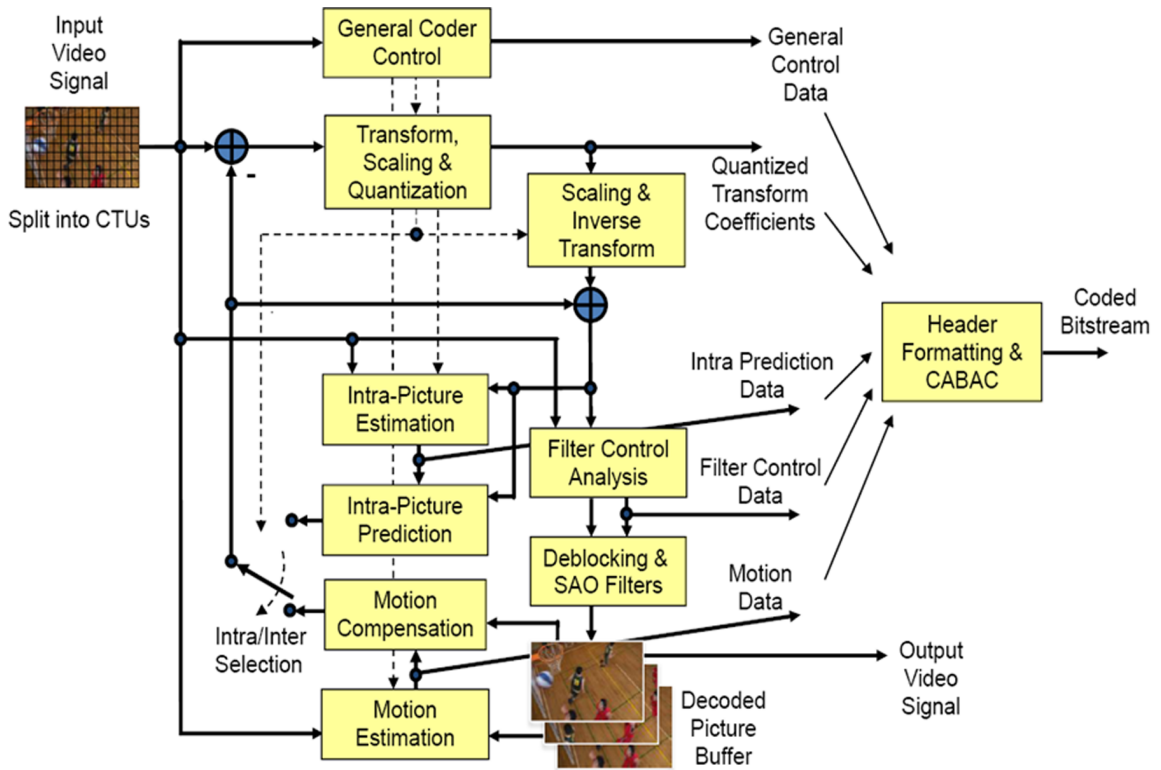 Input
Video
Signal
Split into CTUs
General Coder
Control
General
Control
Data
Transform,
Scaling &
Quantization
-
Quantized
Transform
Coefficients
Scaling &
Inverse
Transform
Header
Formatting &
CABAC
Coded
Bitstream
Intra-Picture
Estimation
Intra Prediction
Data
Filter Control
Analysis
Filter Control
Data
Intra-Picture
Prediction
Deblocking &
SAO Filters
Motion
Compensation
Motion
Data
Intra/Inter
Selection
Output
Video
Signal
Motion
Estimation
Decoded
Picture
Buffer